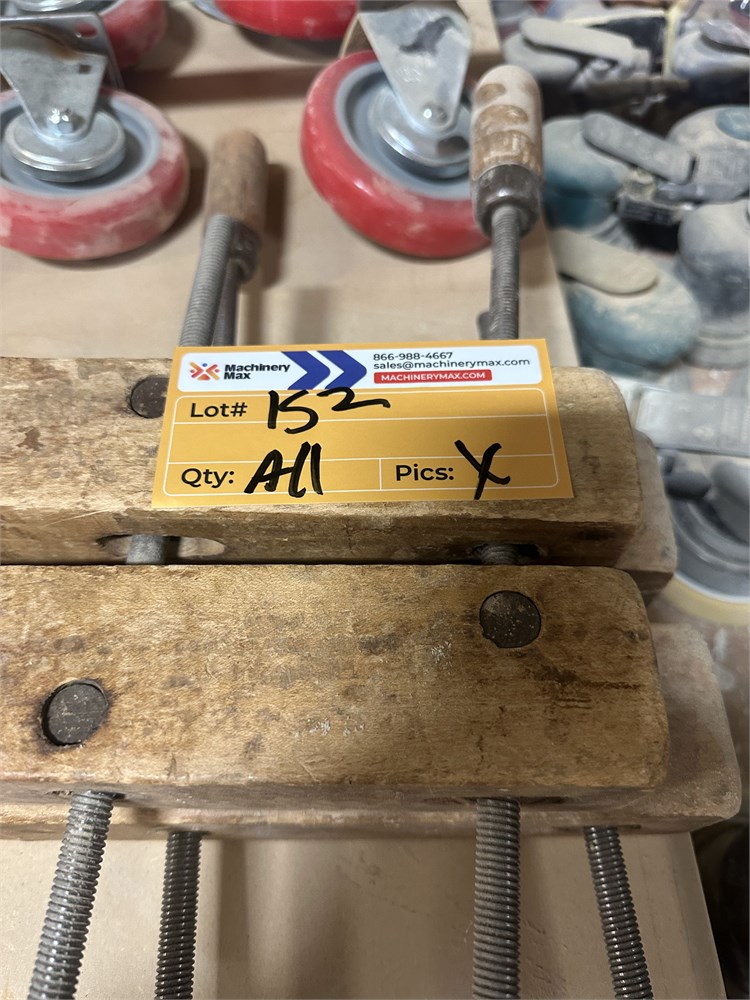 Machinery
Max
866-988-4667
sales@machinerymax.com
MACHINERYMAX.COM
Lot# 152
Qty: All
Pics: X